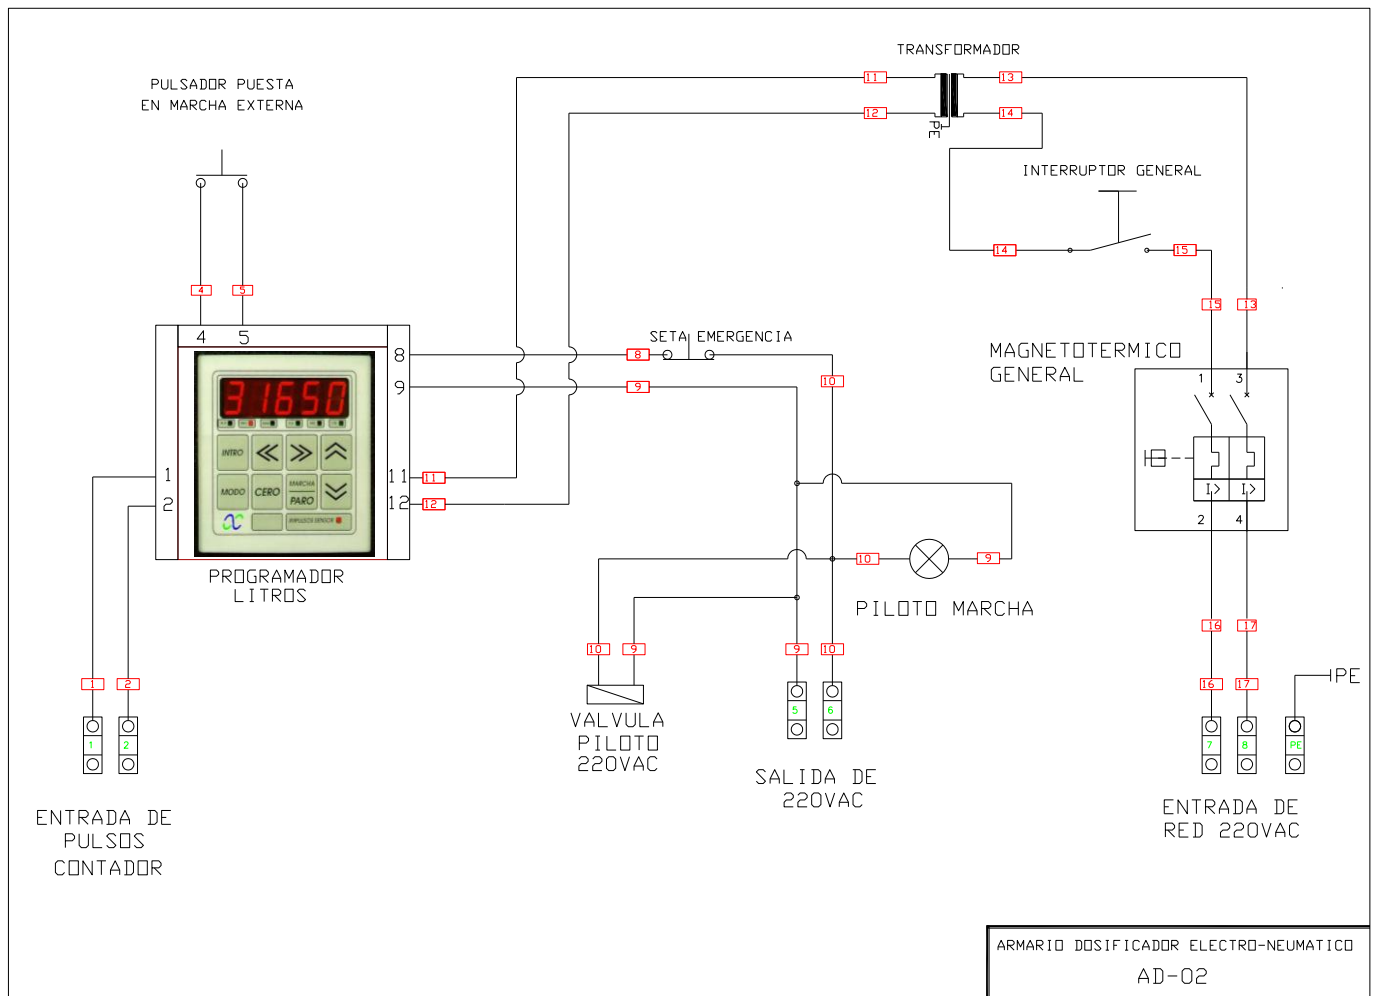 TRANSFORMADOR
PULSADOR PUESTA
EN MARCHA EXTERNA
11
13
12
14
PE
INTERRUPTOR GENERAL
14
15
4
5
15
13
4
5
8
9
SETA EMERGENCIA
8
9
10
MAGNETOTERMICO
GENERAL
1
3
31650
INTRO
MODO
CERO
MARCHA
PARO
IMPULSOS SENSOR
1
2
11
12
11
12
I>
I>
2
4
PROGRAMADOR
LITROS
10
9
PILOTO MARCHA
16
17
10
9
9
10
1
2
16
17
PE
5
6
1
2
7
8
PE
VALVULA
PILOTO
220VAC
SALIDA DE
220VAC
ENTRADA DE
PULSOS
CONTADOR
ENTRADA DE
RED 220VAC
ARMARIO DOSIFICADOR ELECTRO-NEUMATICO
AD-02